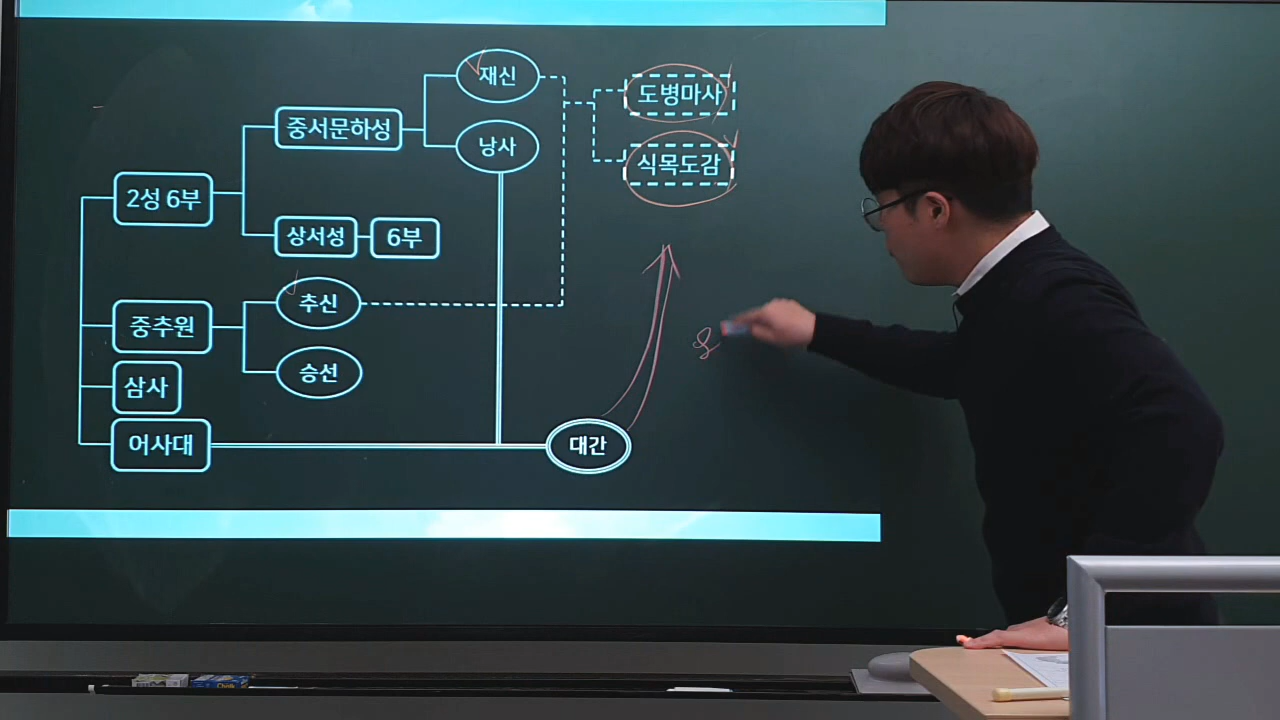 재신
도병마사
중서문하성
낭사
식목도감
2성 6부
상서성
6부
추신
중추원
승선
삼사
어사대
대간